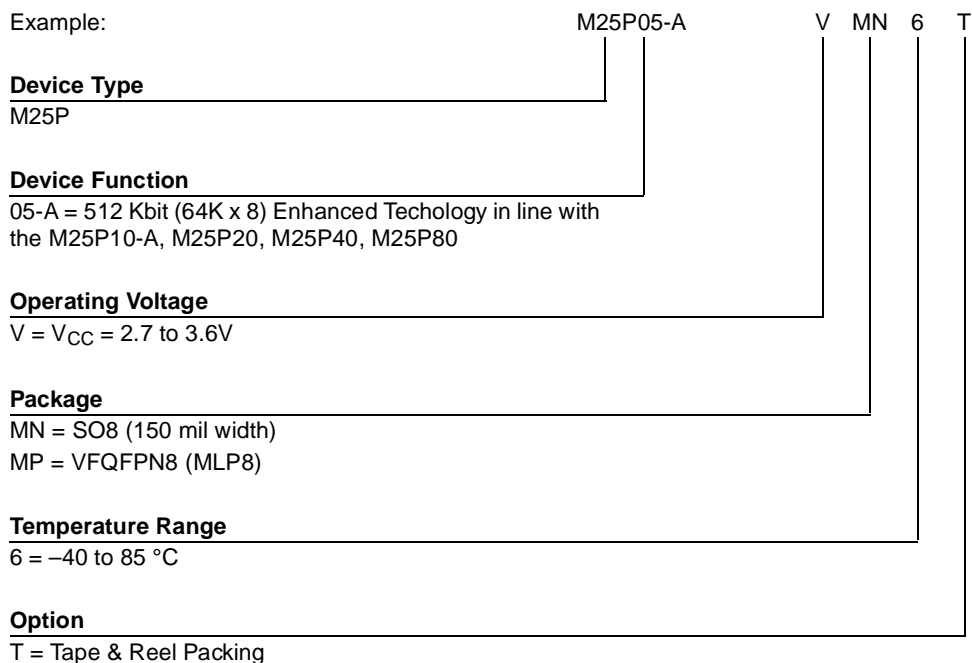 Example: M25P05-A V MN 6 T
Device Type
M25P
Device Function
05-A = 512 Kbit (64K x 8) Enhanced Techology in line with
the M25P10-A, M25P20, M25P40, M25P80
Operating Voltage
V = VCC = 2.7 to 3.6V
Package
MN = SO8 (150 mil width)
MP = VFQFPN8 (MLP8)
Temperature Range
6 = –40 to 85 °C
Option
T = Tape & Reel Packing